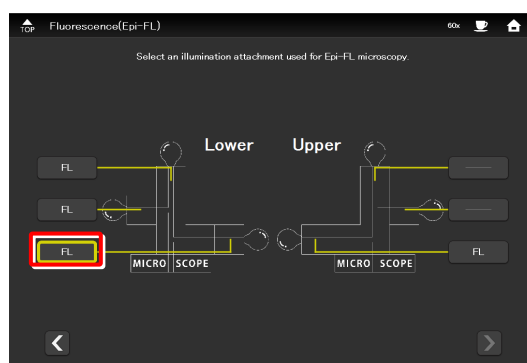 TOP Fluorescence(Epi-FL) 60x
Select an illumination attachment used for Epi-FL microscopy.
Lower Upper
FL
FL
FL FL
MICRO SCOPE MICRO SCOPE